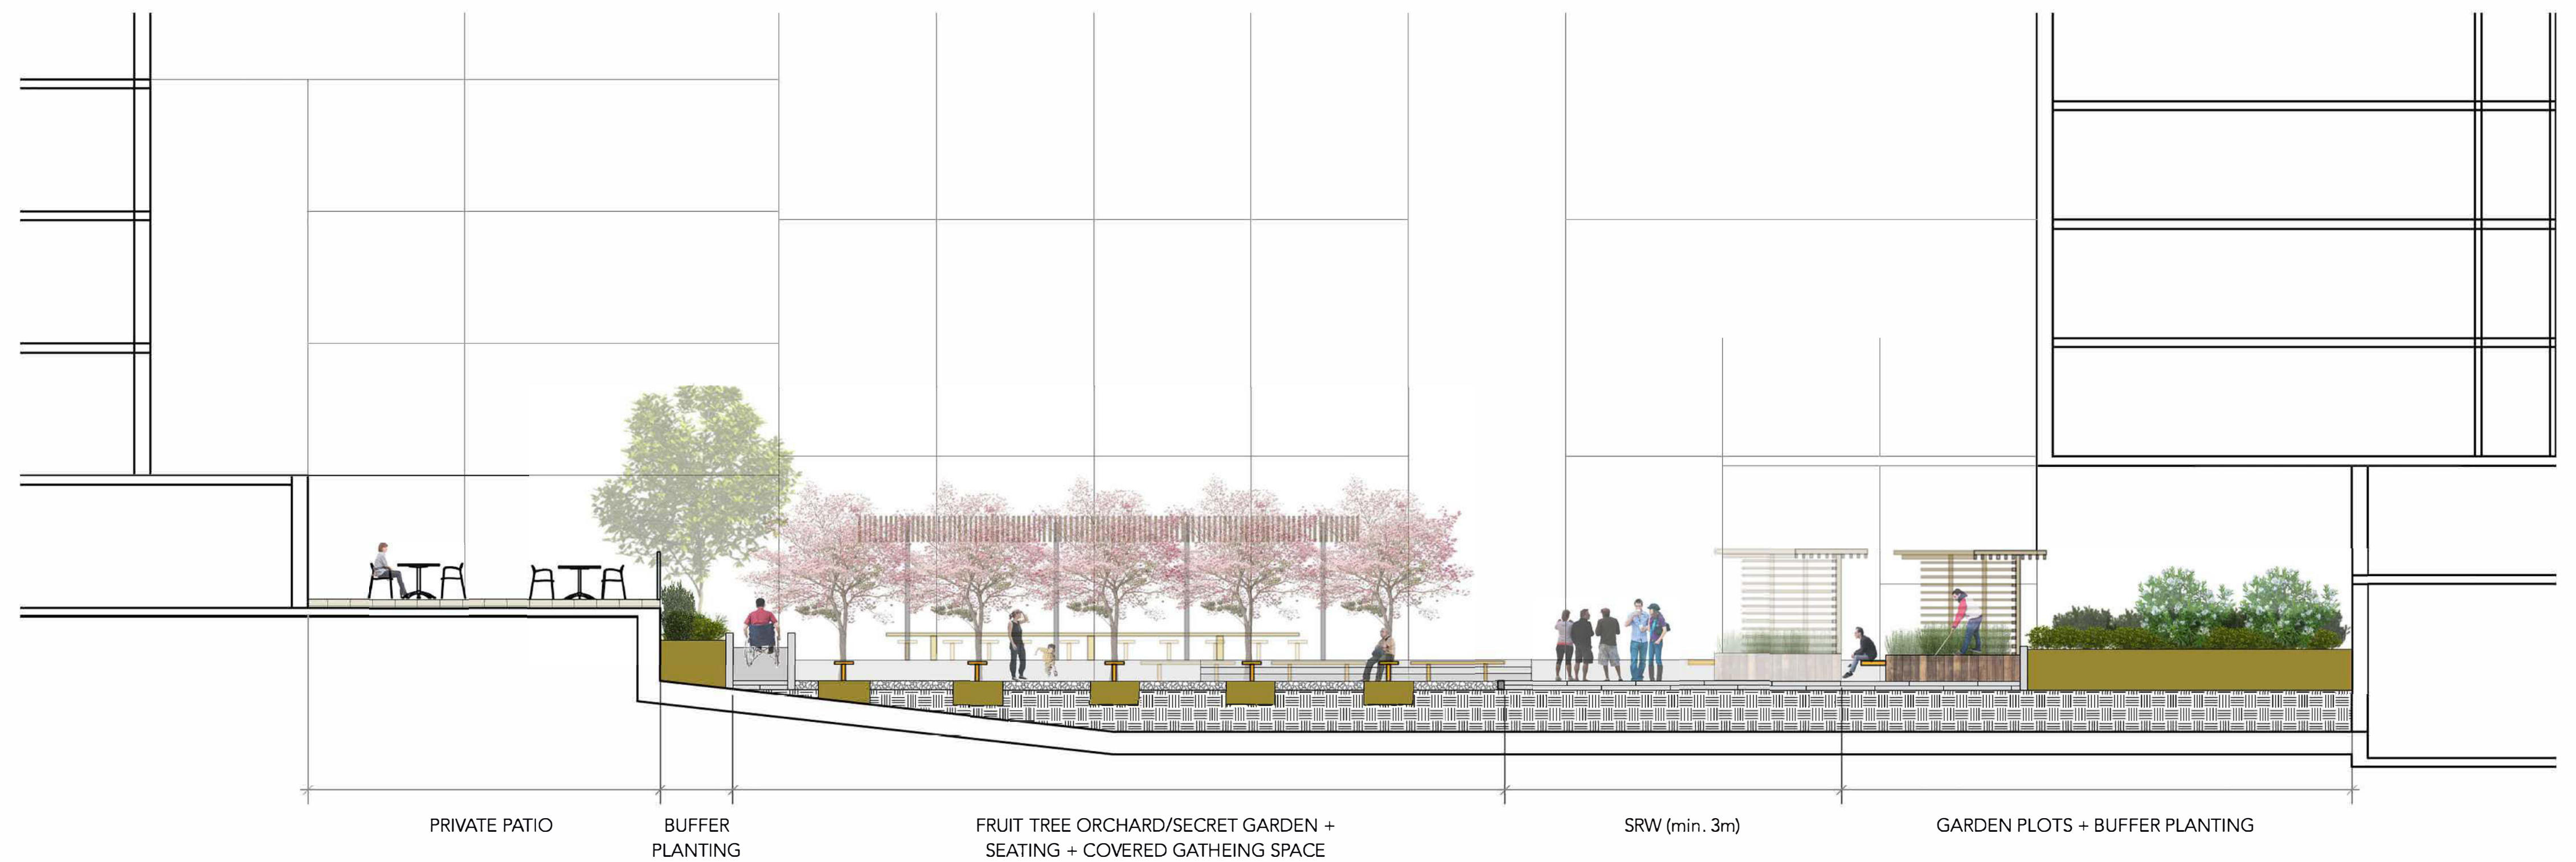 PRIVATE PATIO
BUFFER
PLANTING
FRUIT TREE ORCHARD/SECRET GARDEN +
SEATING + COVERED GATHEING SPACE
SRW (min. 3m)
GARDEN PLOTS + BUFFER PLANTING